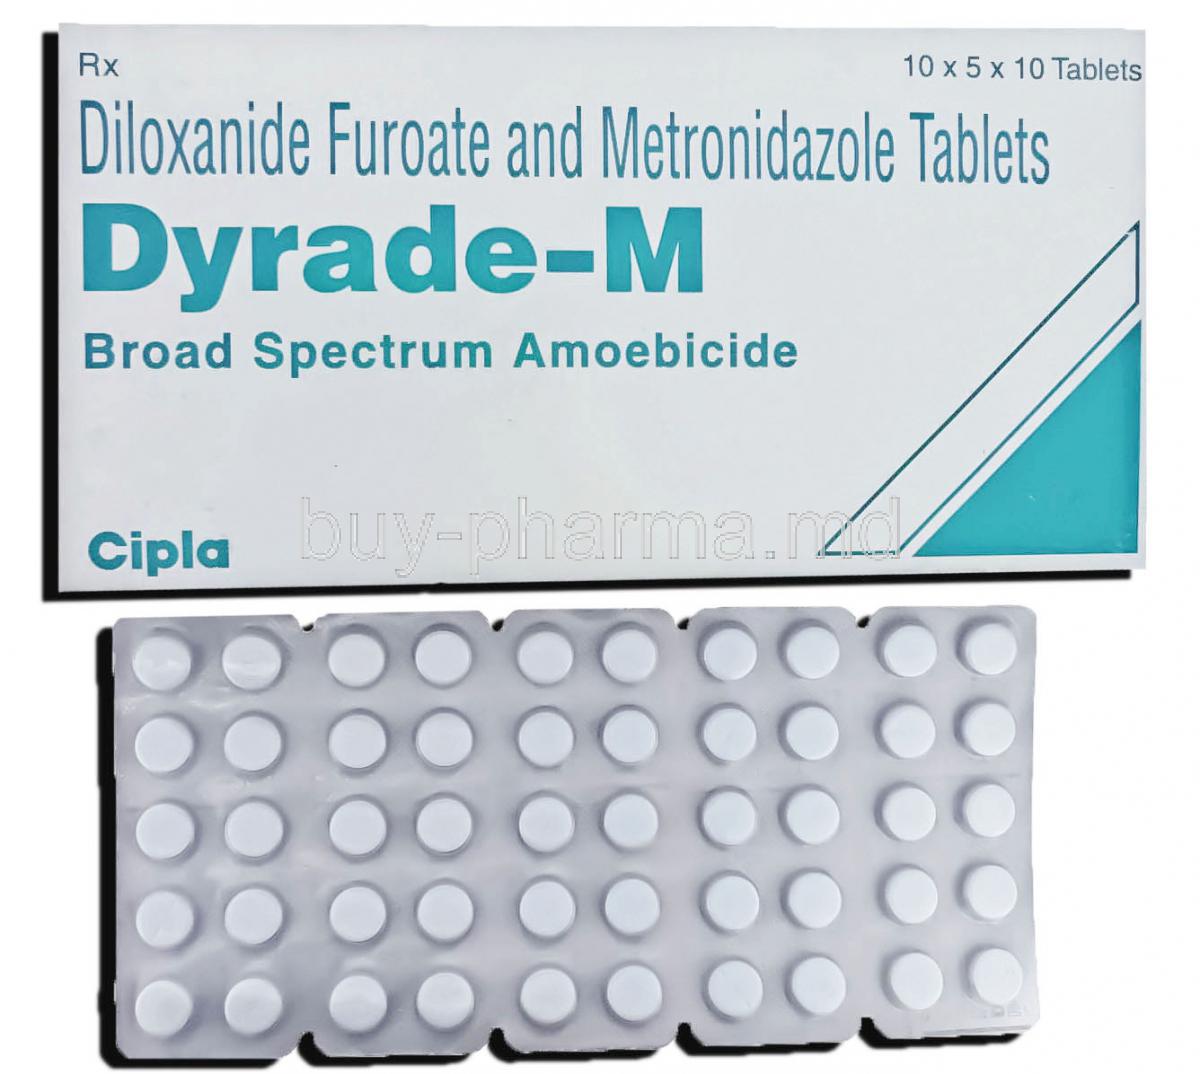 Rx
10 x 5 x 10 Tablets
Diloxanide Furoate and Metronidazole Tablets
Dyrade-M
Broad Spectrum Amoebicide
Cipla
buy-pharma.md